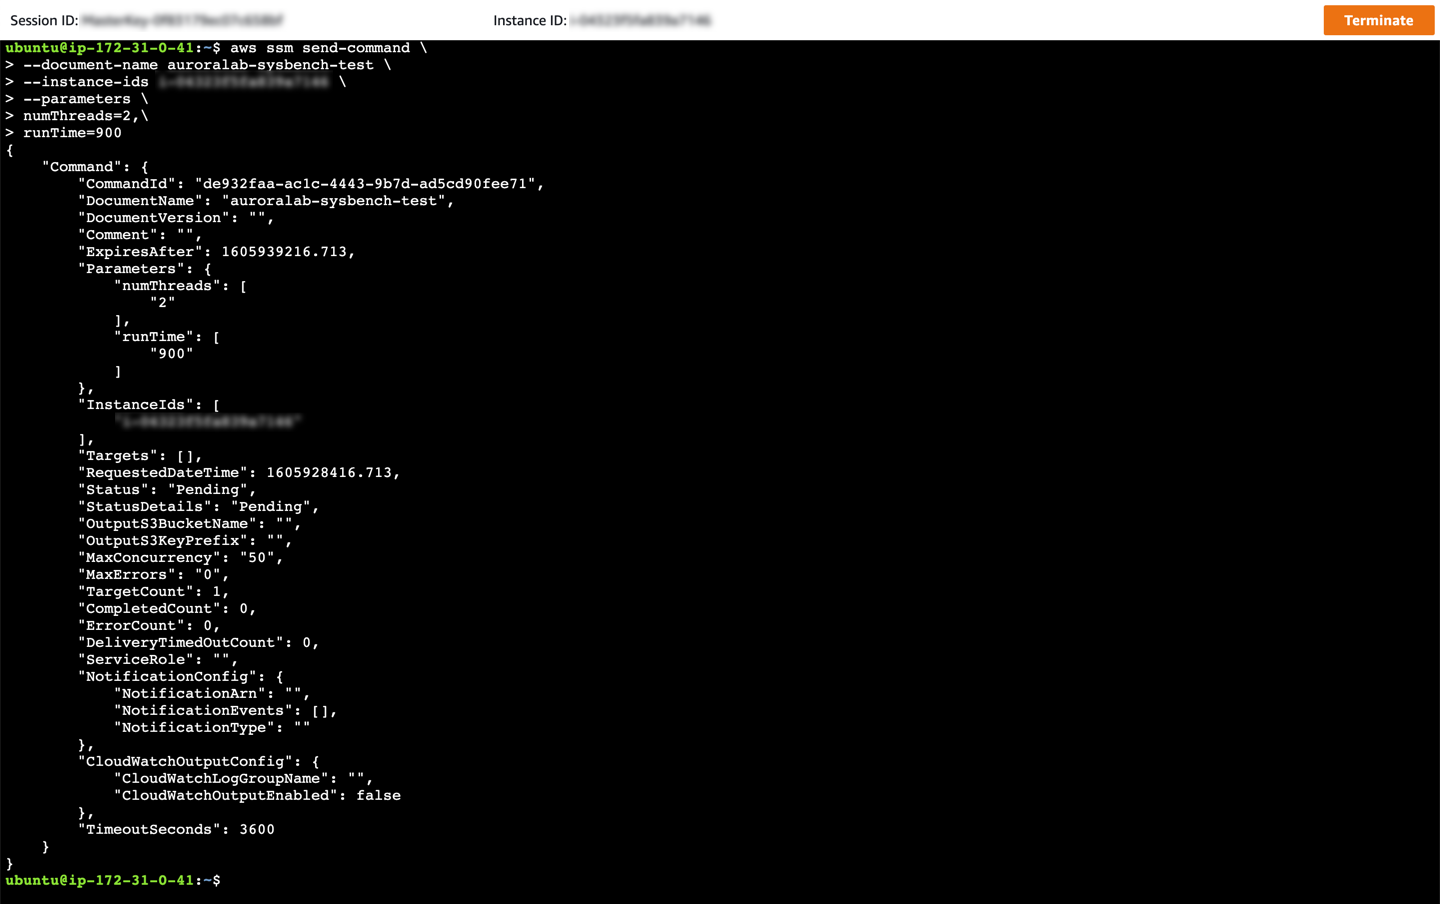 Session ID:
Instance ID:
Terminate
ubuntu@ip-172-31-0-41:~$ aws ssm send-command \
> --document-name auroralab-sysbench-test \
> --instance-ids \
> --parameters \
> numThreads=2,\
> runTime=900
{
    "Command": {
        "CommandId": "de932faa-ac1c-4443-9b7d-ad5cd90fee71",
        "DocumentName": "auroralab-sysbench-test",
        "DocumentVersion": "",
        "Comment": "",
        "ExpiresAfter": 1605939216.713,
        "Parameters": {
            "numThreads": [
                "2"
            ],
            "runTime": [
                "900"
            ]
        },
        "InstanceIds": [
        ],
        "Targets": [],
        "RequestedDateTime": 1605928416.713,
        "Status": "Pending",
        "StatusDetails": "Pending",
        "OutputS3BucketName": "",
        "OutputS3KeyPrefix": "",
        "MaxConcurrency": "50",
        "MaxErrors": "0",
        "TargetCount": 1,
        "CompletedCount": 0,
        "ErrorCount": 0,
        "DeliveryTimedOutCount": 0,
        "ServiceRole": "",
        "NotificationConfig": {
            "NotificationArn": "",
            "NotificationEvents": [],
            "NotificationType": ""
        },
        "CloudWatchOutputConfig": {
            "CloudWatchLogGroupName": "",
            "CloudWatchOutputEnabled": false
        },
        "TimeoutSeconds": 3600
    }
}
ubuntu@ip-172-31-0-41:~$